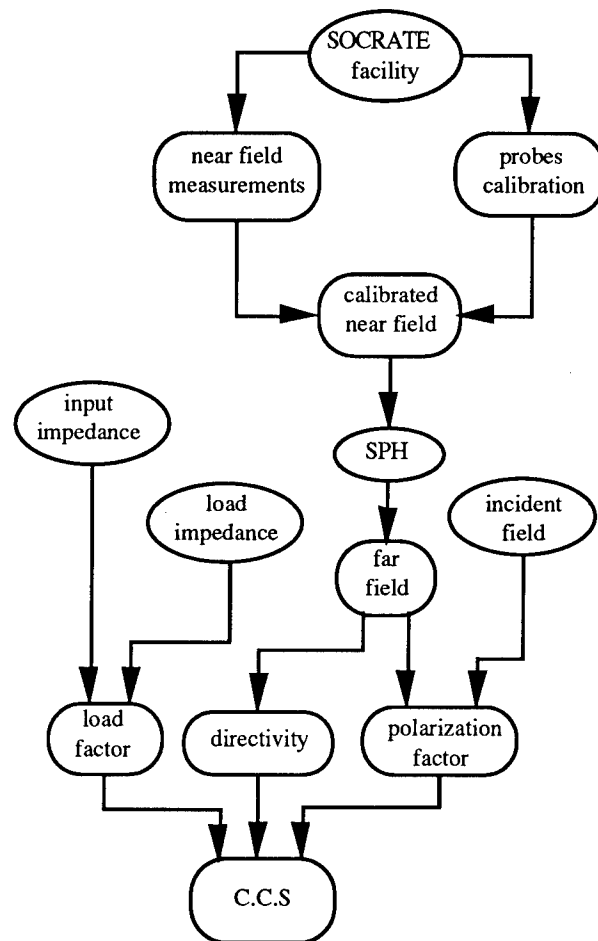 SOCRATE
facility
near field
measurements
probes
calibration
calibrated
near field
input
impedance
SPH
load
impedance
incident
field
far
field
load
factor
directivity
polarization
factor
C.C.S